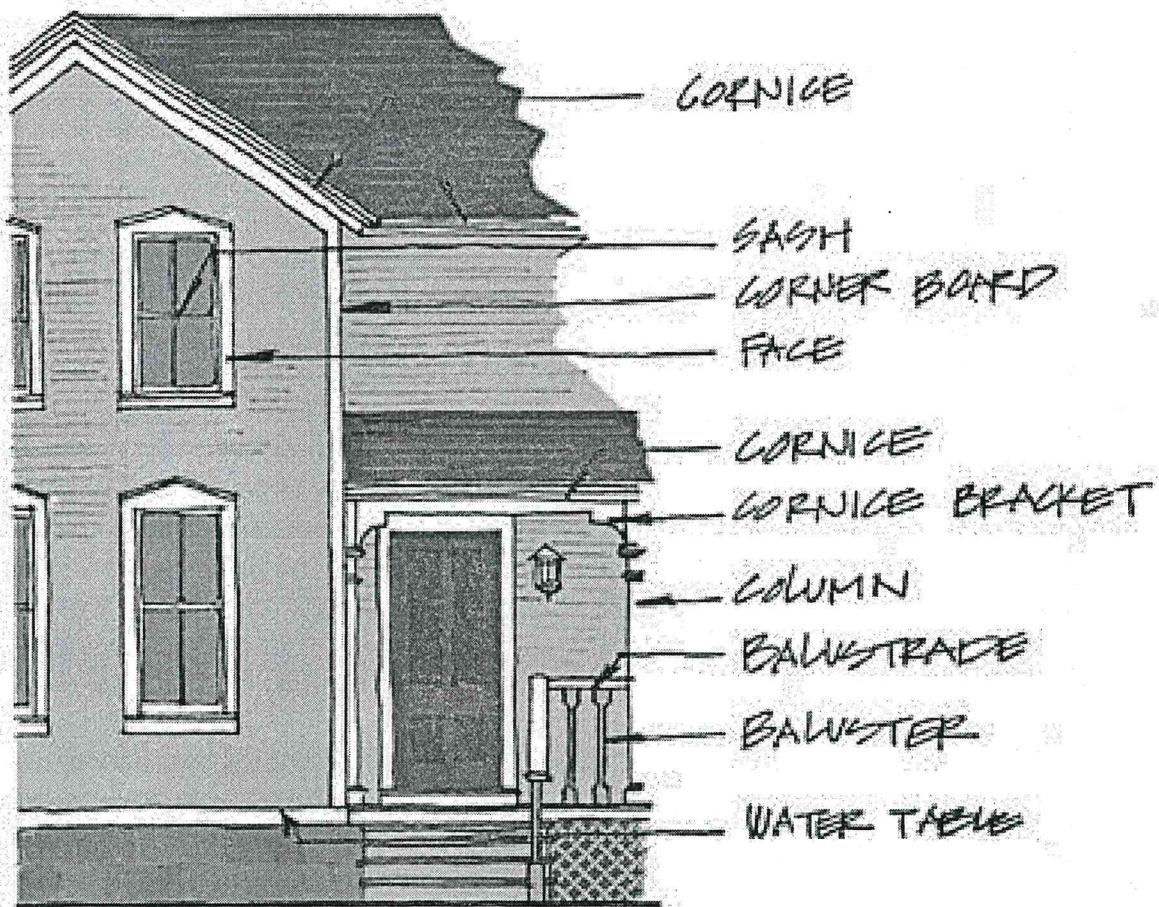 CORNICE
SASH
CORNER BOARD
FACE
CORNICE
CORNICE BRACKET
COLUMN
BALUSTRADE
BALUSTER
WATER TABLE